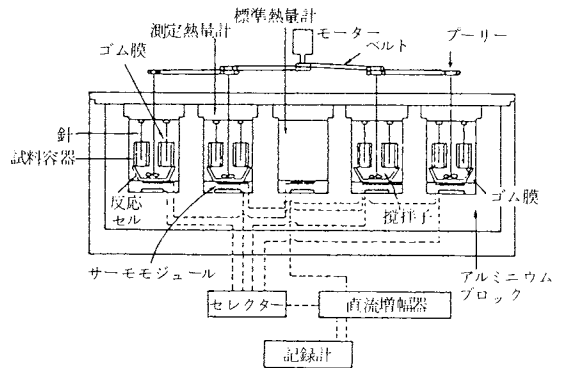 標準熱量計
測定熱量計
モーター
ベルト
プーリー
ゴム膜
針
試料容器
反応
セル
攪拌子
ゴム膜
サーモモジュール
アルミニウム
ブロック
セレクター
直流増幅器
記録計